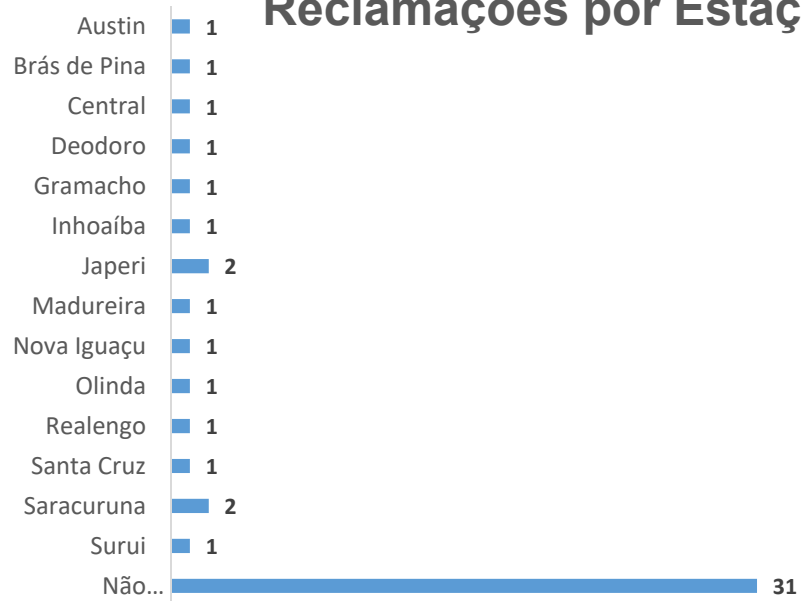 Reclamações por Estaç
Austin 1
Brás de Pina 1
Central 1
Deodoro 1
Gramacho 1
Inhoaíba 1
Japeri 2
Madureira 1
Nova Iguaçu 1
Olinda 1
Realengo 1
Santa Cruz 1
Saracuruna 2
Surui 1
Não... 31